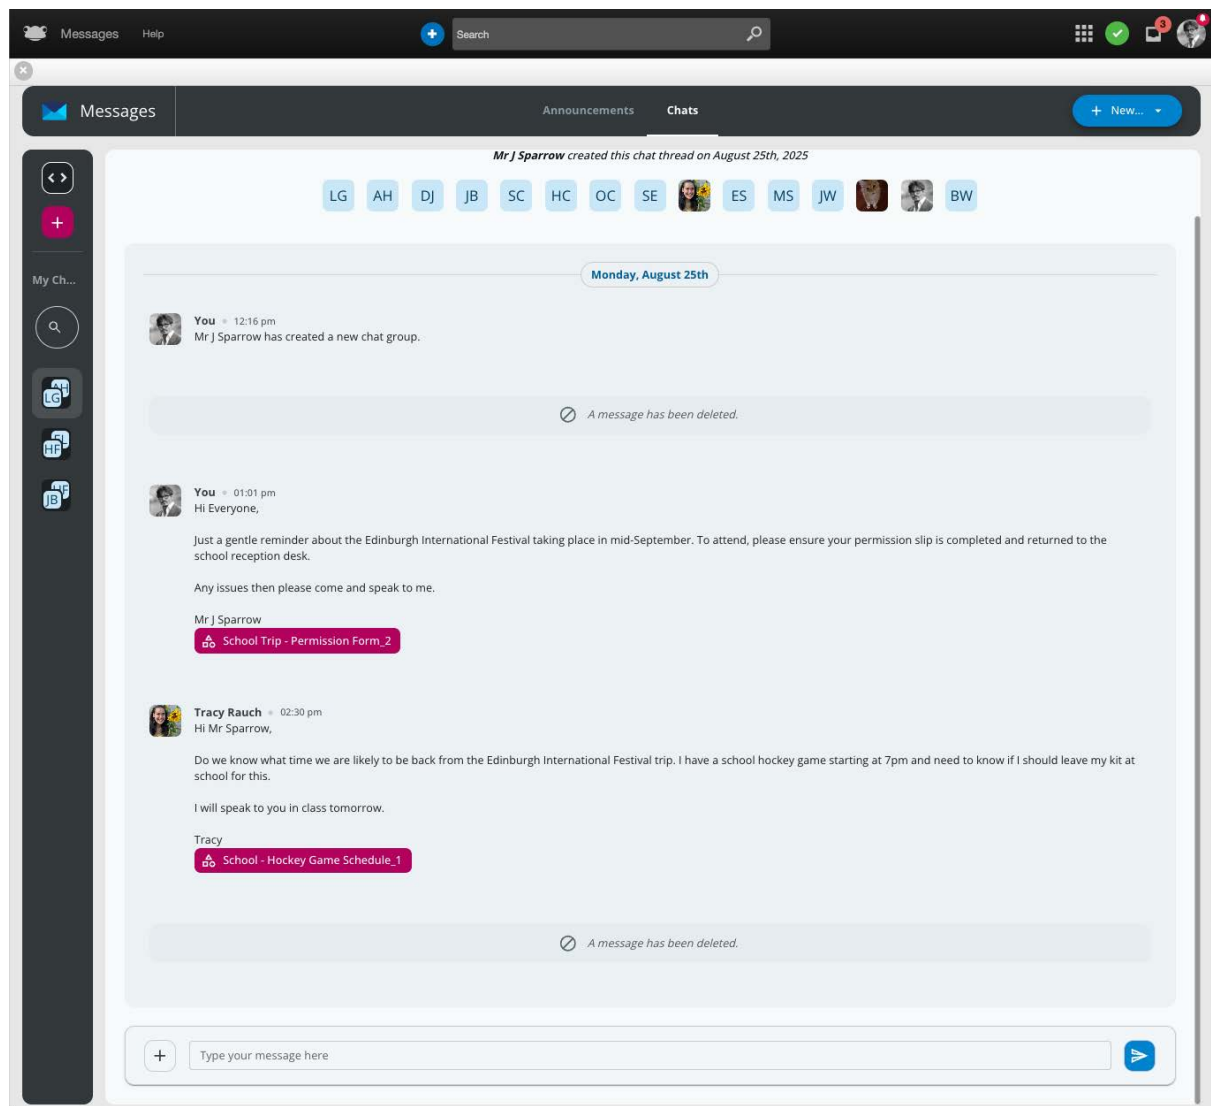 Messages Help
Search
3
Messages
Announcements Chats
+ New...
Mr J Sparrow created this chat thread on August 25th, 2025
LG AH DJ JB SC HC OC SE ES MS JW BW
My Ch...
Monday, August 25th
You 12:16 pm
Mr J Sparrow has created a new chat group.
AH
LG
HF
JB
HF
A message has been deleted.
You 01:01 pm
Hi Everyone,
Just a gentle reminder about the Edinburgh International Festival taking place in mid-September. To attend, please ensure your permission slip is completed and returned to the
school reception desk.
Any issues then please come and speak to me.
Mr J Sparrow
School Trip - Permission Form_2
Tracy Rauch 02:30 pm
Hi Mr Sparrow,
Do we know what time we are likely to be back from the Edinburgh International Festival trip. I have a school hockey game starting at 7pm and need to know if I should leave my kit at
school for this.
I will speak to you in class tomorrow.
Tracy
School - Hockey Game Schedule_1
A message has been deleted.
Type your message here